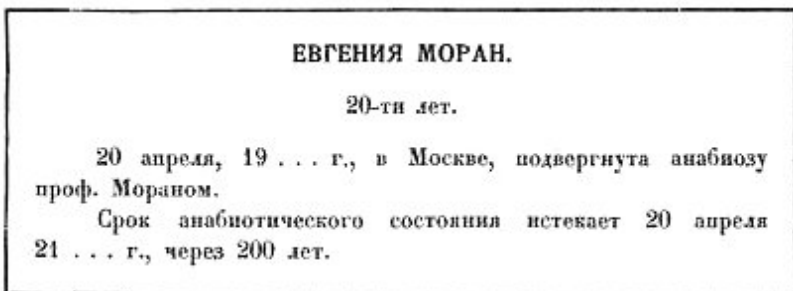 ЕВГЕНИЯ МОРАН.
20-ти лет.
20 апреля, 19 . . . г., в Москве, подвергнута анабиозу
проф. Мораном.
Срок анабиотического состояния истекает 20 апреля
21 . . . г., через 200 лет.